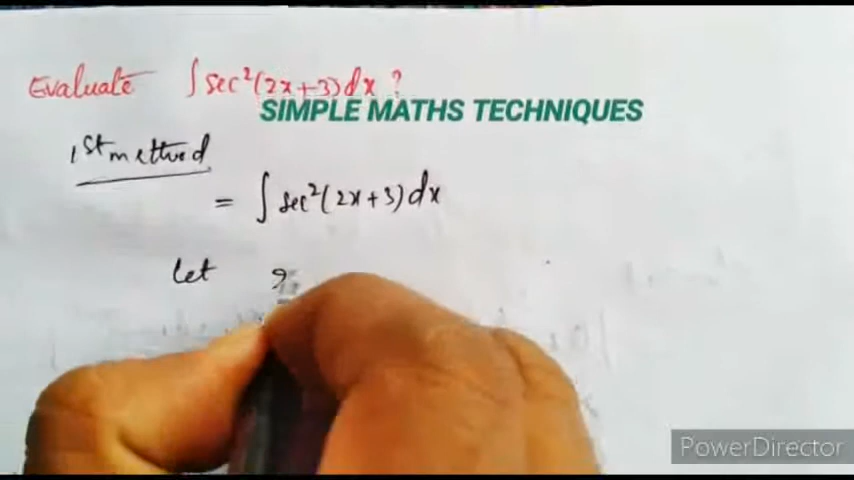 Evaluate ∫ sec²(2x+3) dx ?
SIMPLE MATHS TECHNIQUES
1st method
= ∫ sec²(2x+3) dx
let
PowerDirector